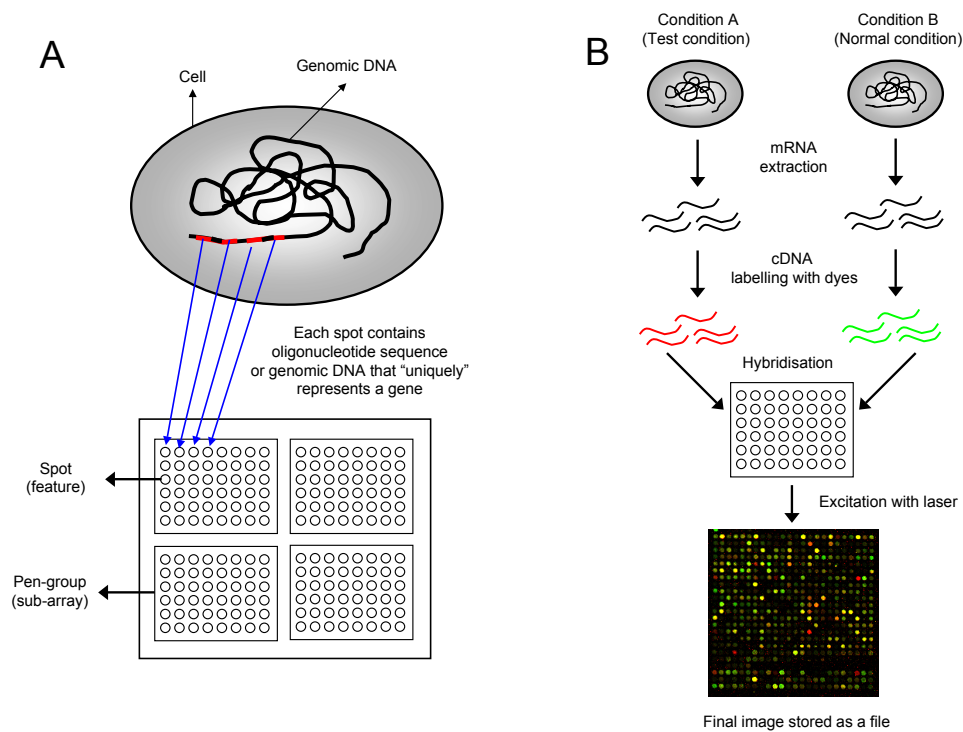 A
Cell
Genomic DNA
Each spot contains
oligonucleotide sequence
or genomic DNA that “uniquely”
represents a gene
Spot
(feature)
Pen-group
(sub-array)
B
Condition A
(Test condition)
Condition B
(Normal condition)
mRNA
extraction
cDNA
labelling with dyes
Hybridisation
Excitation with laser
Final image stored as a file